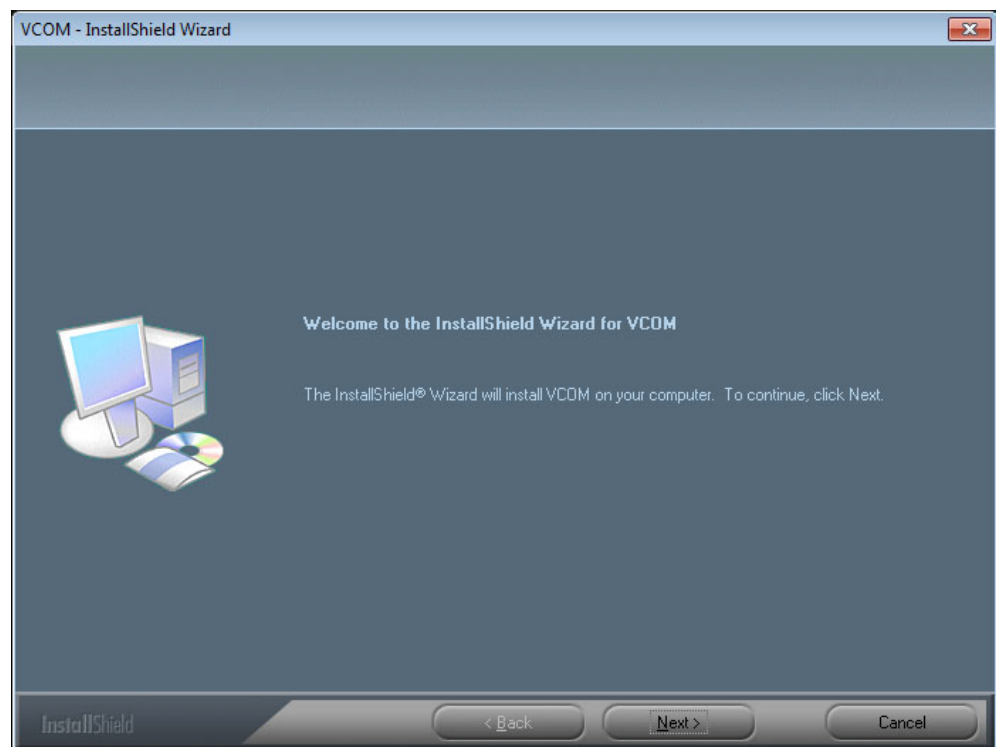 VCOM - InstallShield Wizard
Welcome to the InstallShield Wizard for VCOM
The InstallShield® Wizard will install VCOM on your computer. To continue, click Next.
InstallShield
< Back
Next >
Cancel